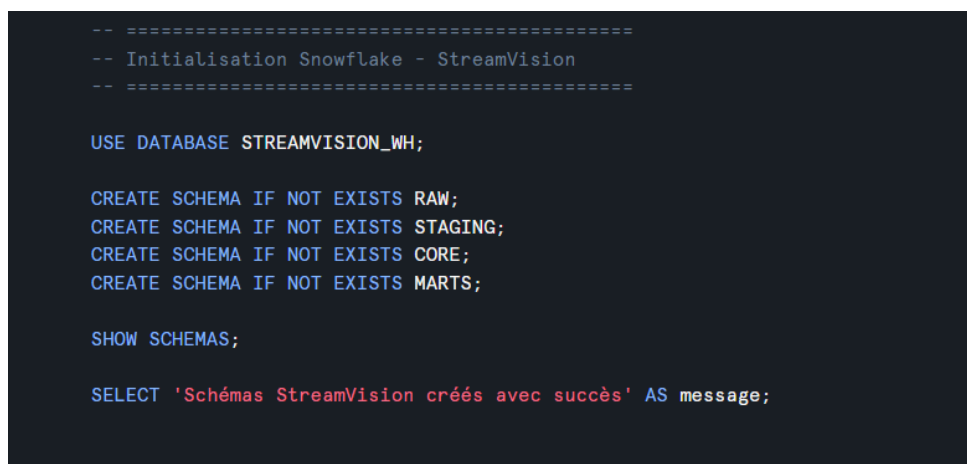 -- ============================================
-- Initialisation Snowflake - StreamVision
-- ============================================
USE DATABASE STREAMVISION_WH;
CREATE SCHEMA IF NOT EXISTS RAW;
CREATE SCHEMA IF NOT EXISTS STAGING;
CREATE SCHEMA IF NOT EXISTS CORE;
CREATE SCHEMA IF NOT EXISTS MARTS;
SHOW SCHEMAS;
SELECT 'Schémas StreamVision créés avec succès' AS message;